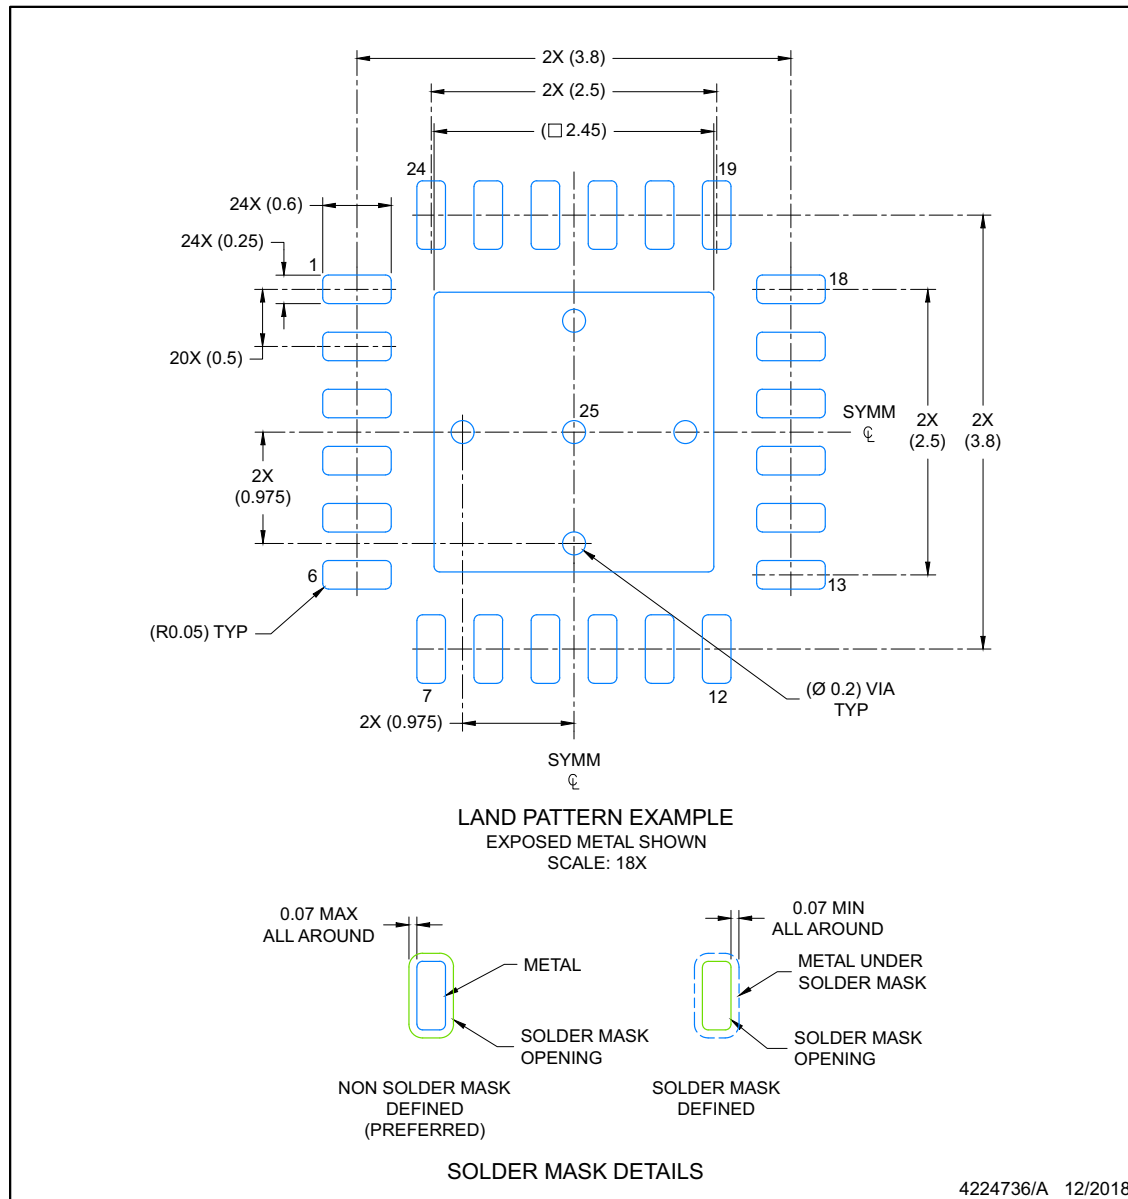 2X (3.8)
2X (2.5)
(□ 2.45)
24
19
24X (0.6)
24X (0.25)
1
18
20X (0.5)
25
SYMM
℄
2X
(2.5)
2X
(3.8)
2X
(0.975)
6
13
(R0.05) TYP
7
12
(Ø 0.2) VIA
TYP
2X (0.975)
SYMM
℄
LAND PATTERN EXAMPLE
EXPOSED METAL SHOWN
SCALE: 18X
0.07 MAX
ALL AROUND
0.07 MIN
ALL AROUND
METAL
METAL UNDER
SOLDER MASK
SOLDER MASK
OPENING
SOLDER MASK
OPENING
NON SOLDER MASK
DEFINED
(PREFERRED)
SOLDER MASK
DEFINED
SOLDER MASK DETAILS
4224736/A 12/2018